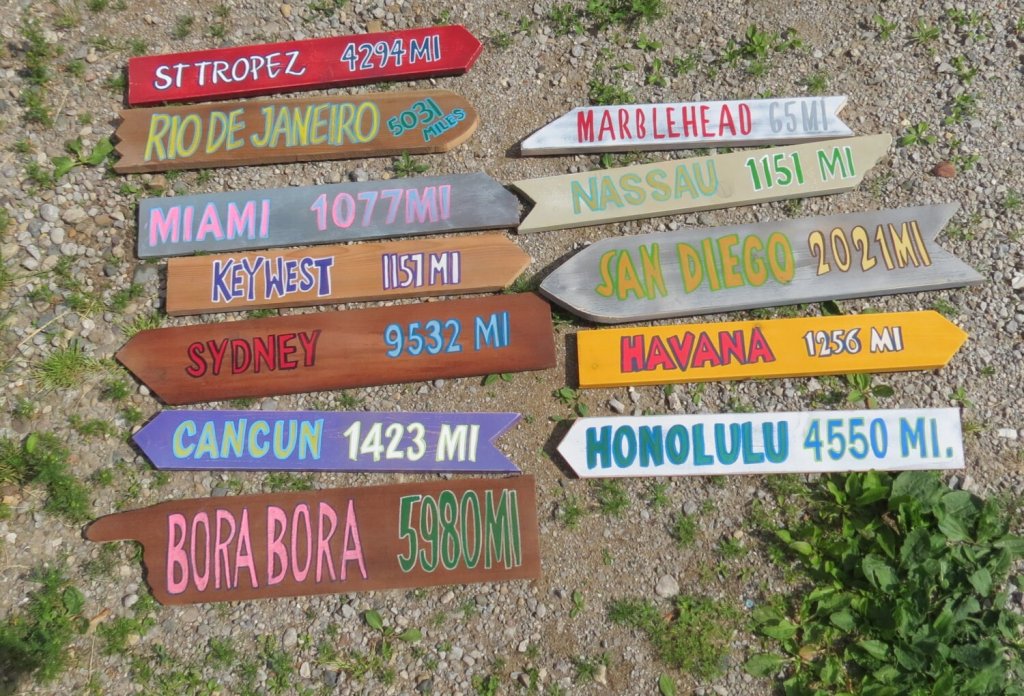 ST TROPEZ 4294 MI
RIO DE JANEIRO 5031 MILES
MIAMI 1077 MI
KEY WEST 1157 MI
SYDNEY 9532 MI
CANCUN 1423 MI
BORA BORA 5980 MI
MARBLEHEAD 65 MI
NASSAU 1151 MI
SAN DIEGO 2021 MI
HAVANA 1256 MI
HONOLULU 4550 MI.